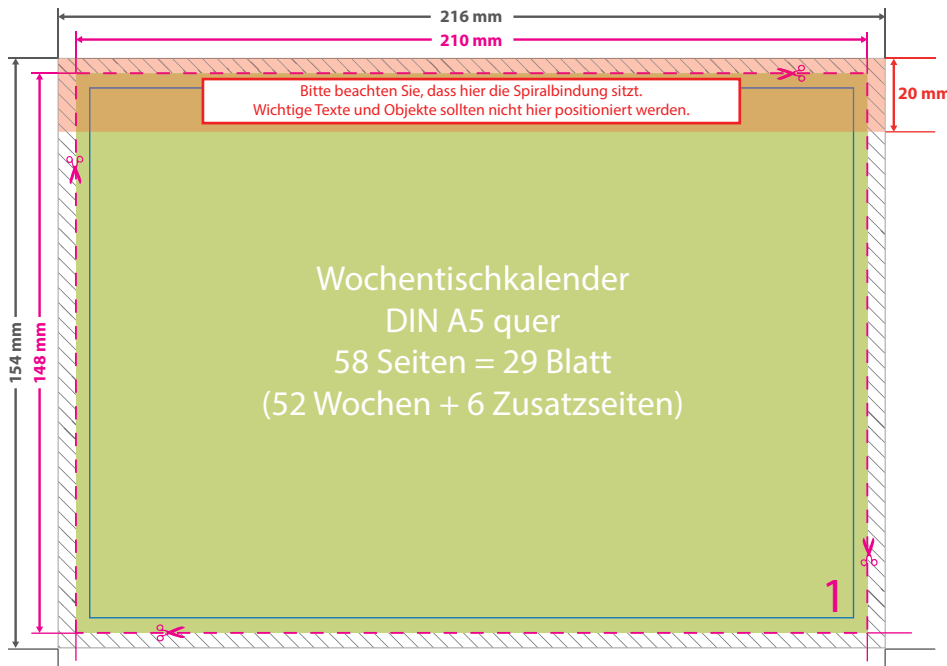 216 mm
210 mm
Bitte beachten Sie, dass hier die Spiralbindung sitzt.
Wichtige Texte und Objekte sollten nicht hier positioniert werden.
20 mm
154 mm
148 mm
Wochentischkalender
DIN A5 quer
58 Seiten = 29 Blatt
(52 Wochen + 6 Zusatzseiten)
1